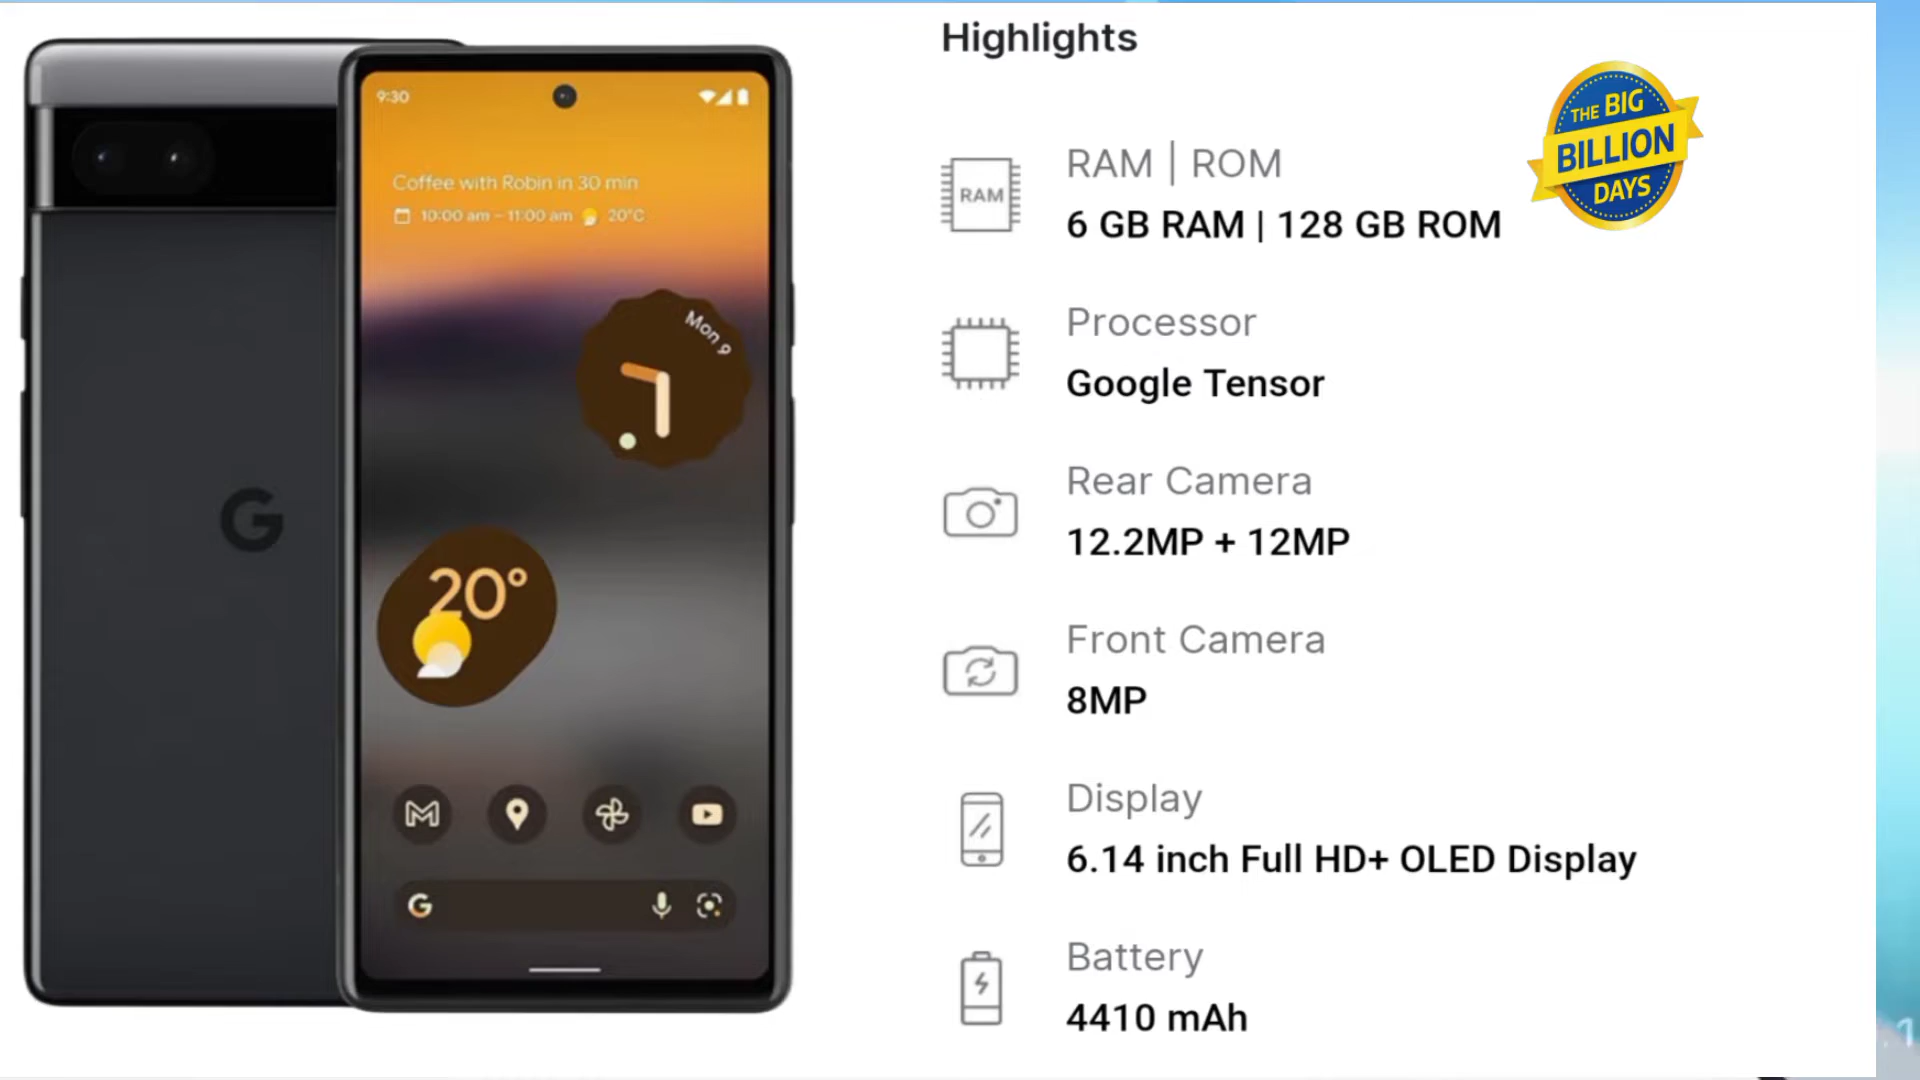 9:30
Coffee with Robin in 30 min
10:00 am – 11:00 am 20°C
Mon 9
20°
G
G
Highlights
THE BIG
BILLION
DAYS
RAM
RAM | ROM
6 GB RAM | 128 GB ROM
Processor
Google Tensor
Rear Camera
12.2MP + 12MP
Front Camera
8MP
Display
6.14 inch Full HD+ OLED Display
Battery
4410 mAh
1